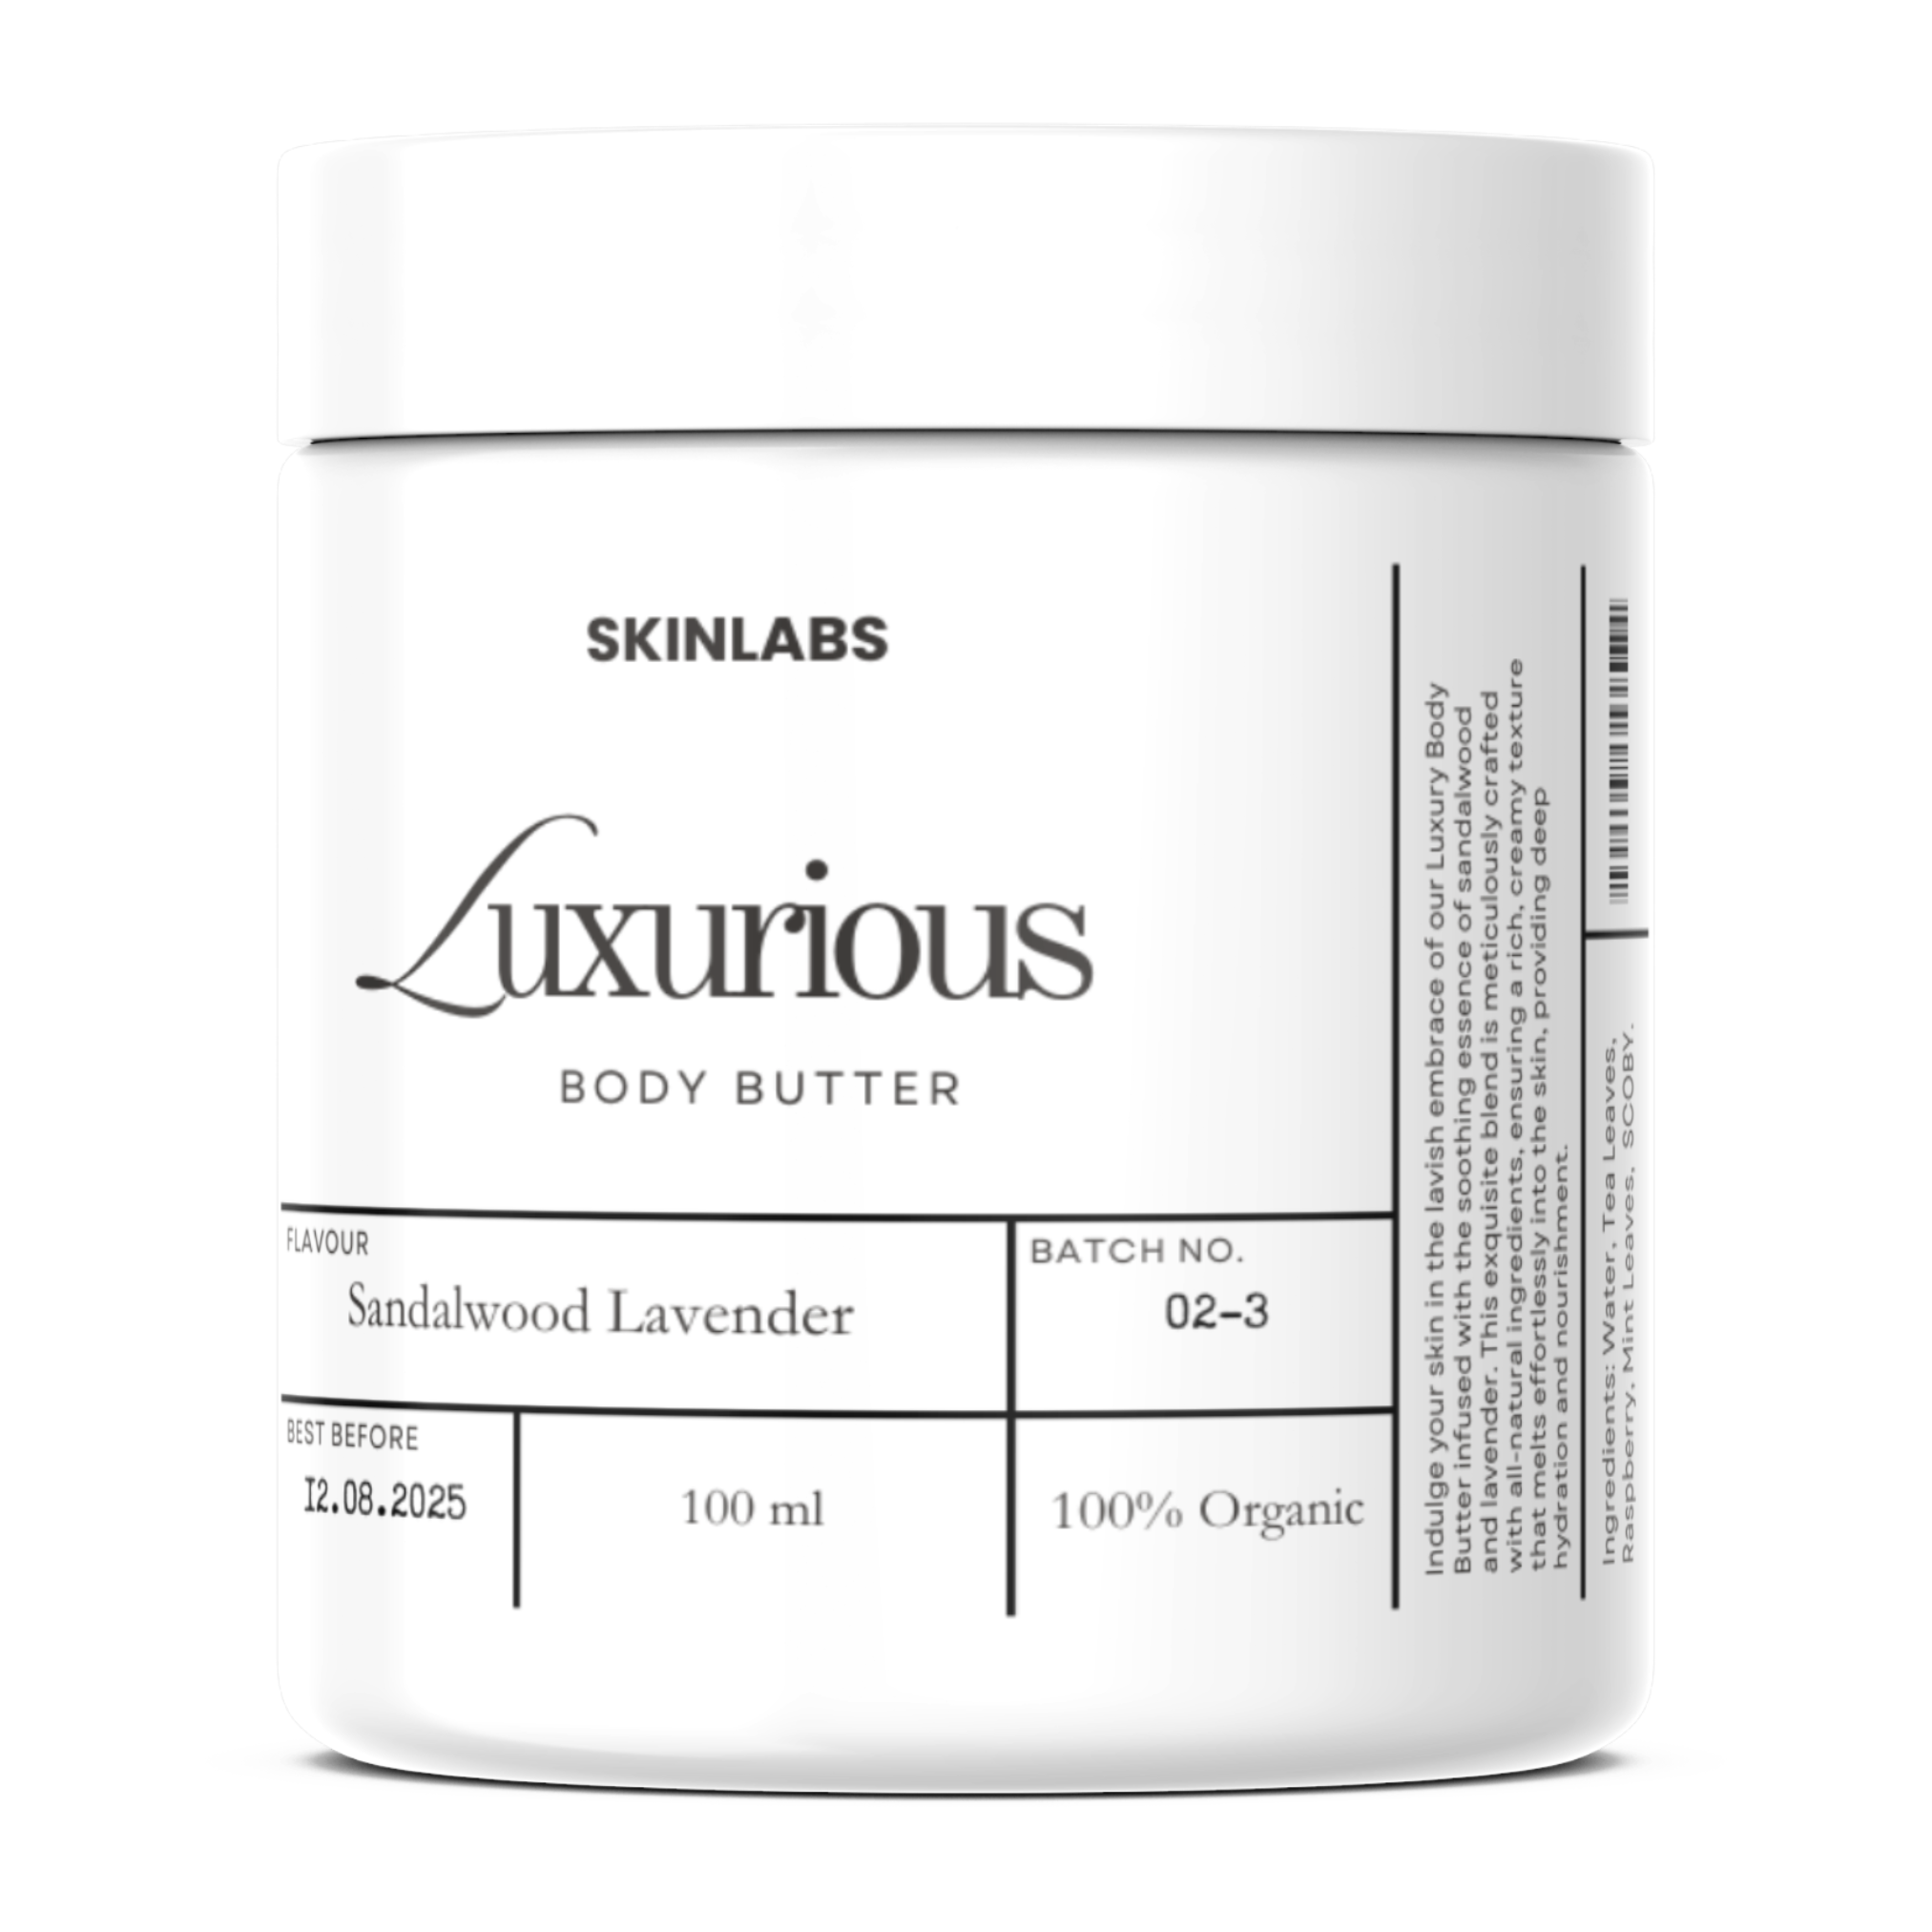 SKINLABS
Luxurious
BODY BUTTER
FLAVOUR
Sandalwood Lavender
BATCH NO.
02-3
BEST BEFORE
12.08.2025
100 ml
100% Organic
Indulge your skin in the lavish embrace of our Luxury Body
Butter infused with the soothing essence of sandalwood
and lavender. This exquisite blend is meticulously crafted
with all-natural ingredients, ensuring a rich, creamy texture
that melts effortlessly into the skin, providing deep
hydration and nourishment.
Ingredients: Water, Tea Leaves,
Raspberry, Mint Leaves, SCOBY.